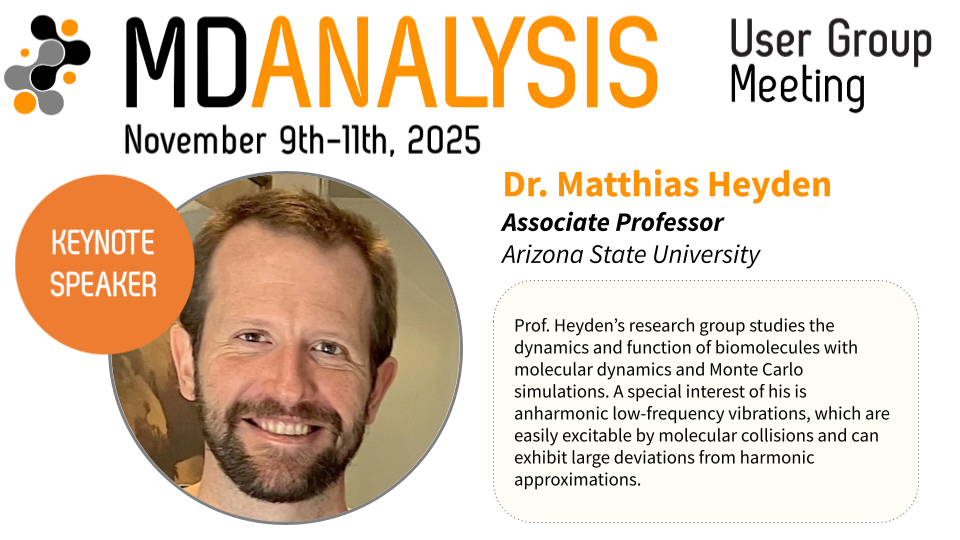 MDANALYSIS
User Group
Meeting
November 9th-11th, 2025
KEYNOTE
SPEAKER
Dr. Matthias Heyden
Associate Professor
Arizona State University
Prof. Heyden’s research group studies the
dynamics and function of biomolecules with
molecular dynamics and Monte Carlo
simulations. A special interest of his is
anharmonic low-frequency vibrations, which are
easily excitable by molecular collisions and can
exhibit large deviations from harmonic
approximations.